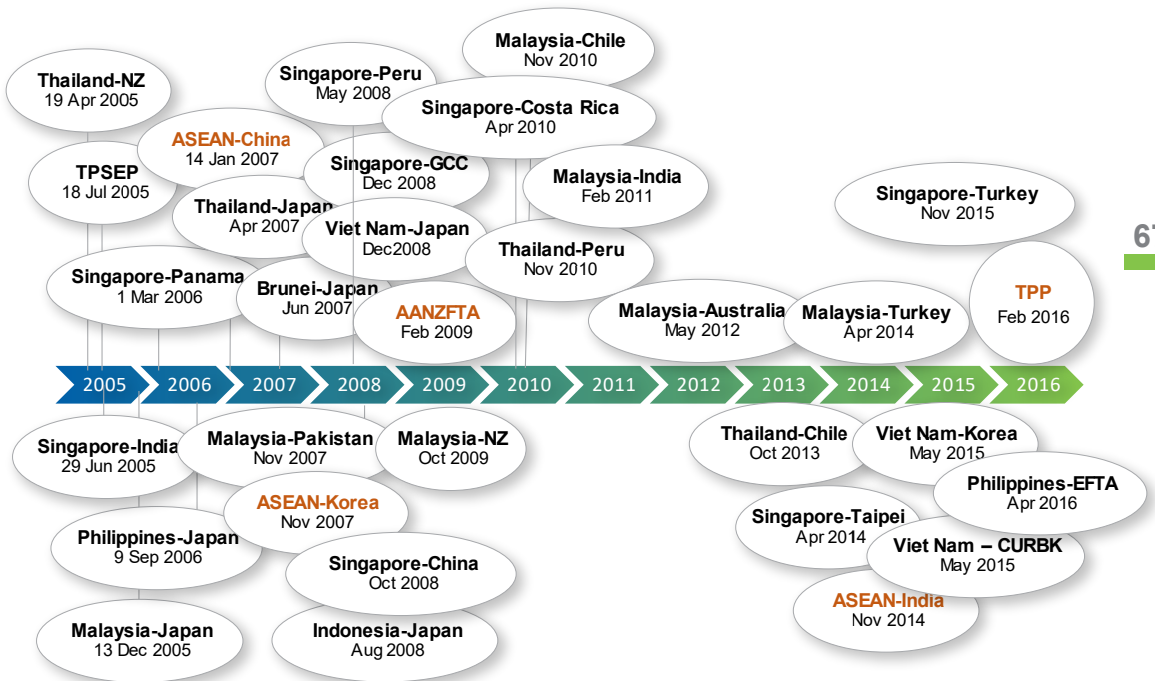 Malaysia-Chile
Nov 2010
Thailand-NZ
19 Apr 2005
Singapore-Peru
May 2008
Singapore-Costa Rica
Apr 2010
ASEAN-China
14 Jan 2007
TPSEP
18 Jul 2005
Singapore-GCC
Dec 2008
Malaysia-India
Feb 2011
Singapore-Turkey
Nov 2015
Thailand-Japan
Apr 2007
Viet Nam-Japan
Dec2008
Thailand-Peru
Nov 2010
67
Singapore-Panama
1 Mar 2006
Brunei-Japan
Jun 2007
AANZFTA
Feb 2009
Malaysia-Australia
May 2012
Malaysia-Turkey
Apr 2014
TPP
Feb 2016
2005 2006 2007 2008 2009 2010 2011 2012 2013 2014 2015 2016
Singapore-India
29 Jun 2005
Malaysia-Pakistan
Nov 2007
Malaysia-NZ
Oct 2009
Thailand-Chile
Oct 2013
Viet Nam-Korea
May 2015
ASEAN-Korea
Nov 2007
Philippines-EFTA
Apr 2016
Philippines-Japan
9 Sep 2006
Singapore-Taipei
Apr 2014
Singapore-China
Oct 2008
Viet Nam – CURBK
May 2015
Malaysia-Japan
13 Dec 2005
Indonesia-Japan
Aug 2008
ASEAN-India
Nov 2014